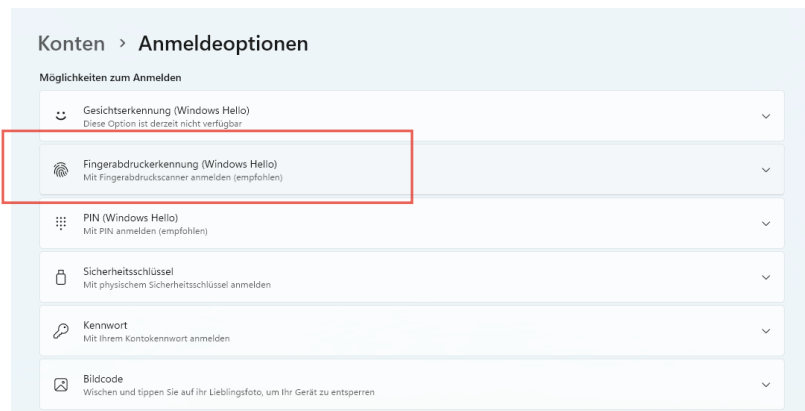 Konten > Anmeldeoptionen
Möglichkeiten zum Anmelden
Gesichtserkennung (Windows Hello)
Diese Option ist derzeit nicht verfügbar
Fingerabdruckerkennung (Windows Hello)
Mit Fingerabdruckscanner anmelden (empfohlen)
PIN (Windows Hello)
Mit PIN anmelden (empfohlen)
Sicherheitsschlüssel
Mit physischem Sicherheitsschlüssel anmelden
Kennwort
Mit Ihrem Kontokennwort anmelden
Bildcode
Wischen und tippen Sie auf ihr Lieblingsfoto, um Ihr Gerät zu entsperren